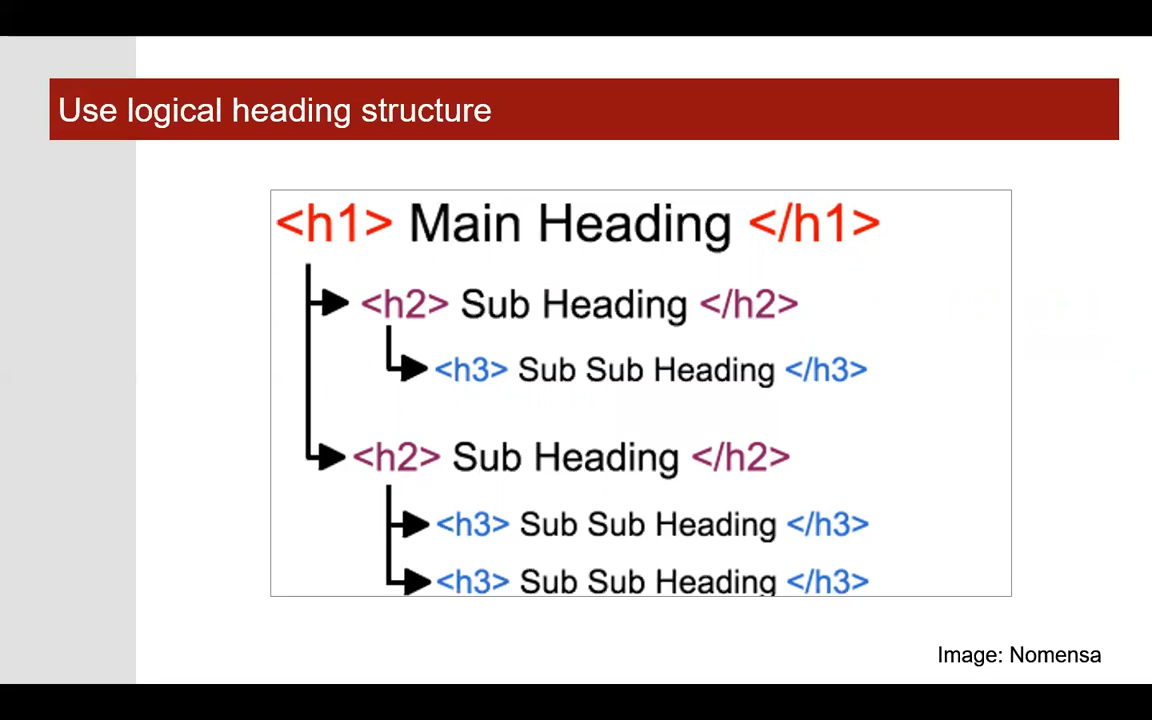 Use logical heading structure
<h1> Main Heading </h1>
<h2> Sub Heading </h2>
<h3> Sub Sub Heading </h3>
<h2> Sub Heading </h2>
<h3> Sub Sub Heading </h3>
<h3> Sub Sub Heading </h3>
Image: Nomensa